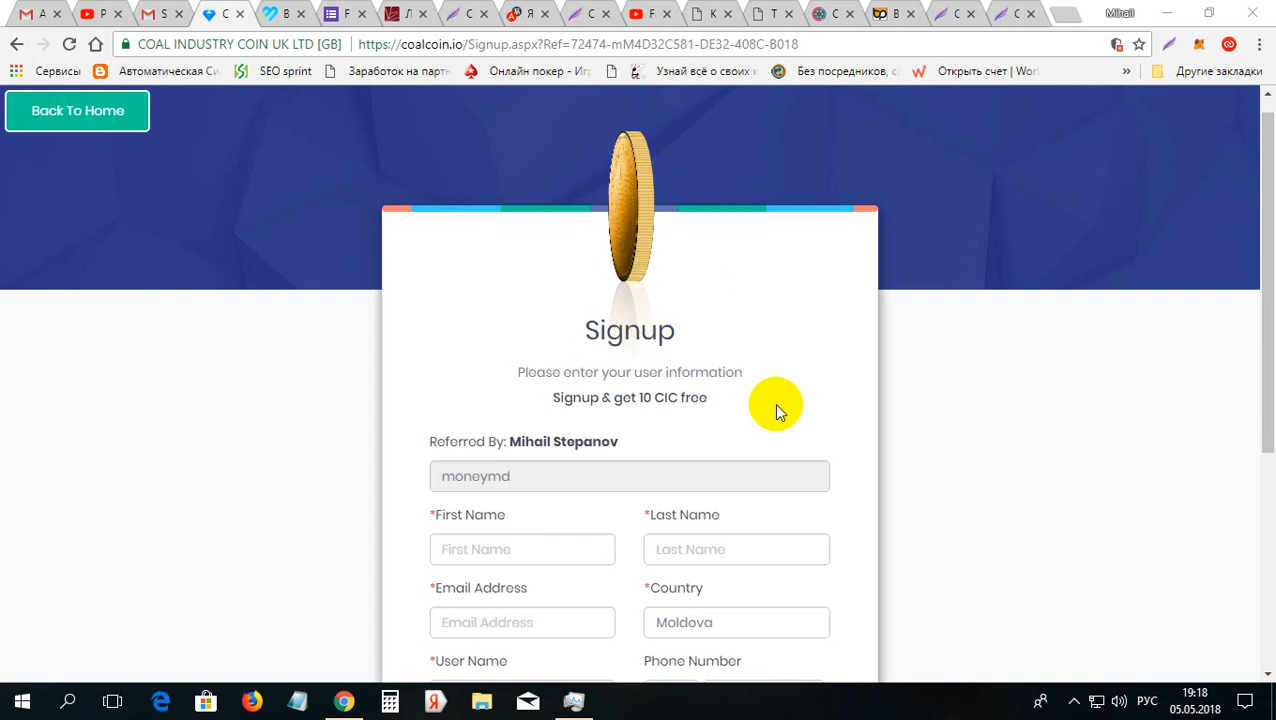 Mihail
COAL INDUSTRY COIN UK LTD [GB]
https://coalcoin.io/Signup.aspx?Ref=72474-mM4D32C581-DE32-408C-B018
Сервисы
Автоматическая Си
SEO sprint
Заработок на партн
Онлайн покер - Иг
Узнай всё о своих к
Без посредников, са
Открыть счет | Worl
»
Другие закладки
Back To Home
Signup
Please enter your user information
Signup & get 10 CIC free
Referred By: Mihail Stepanov
moneymd
*First Name
*Last Name
First Name
Last Name
*Email Address
*Country
Email Address
Moldova
*User Name
Phone Number
РУС
19:18
05.05.2018